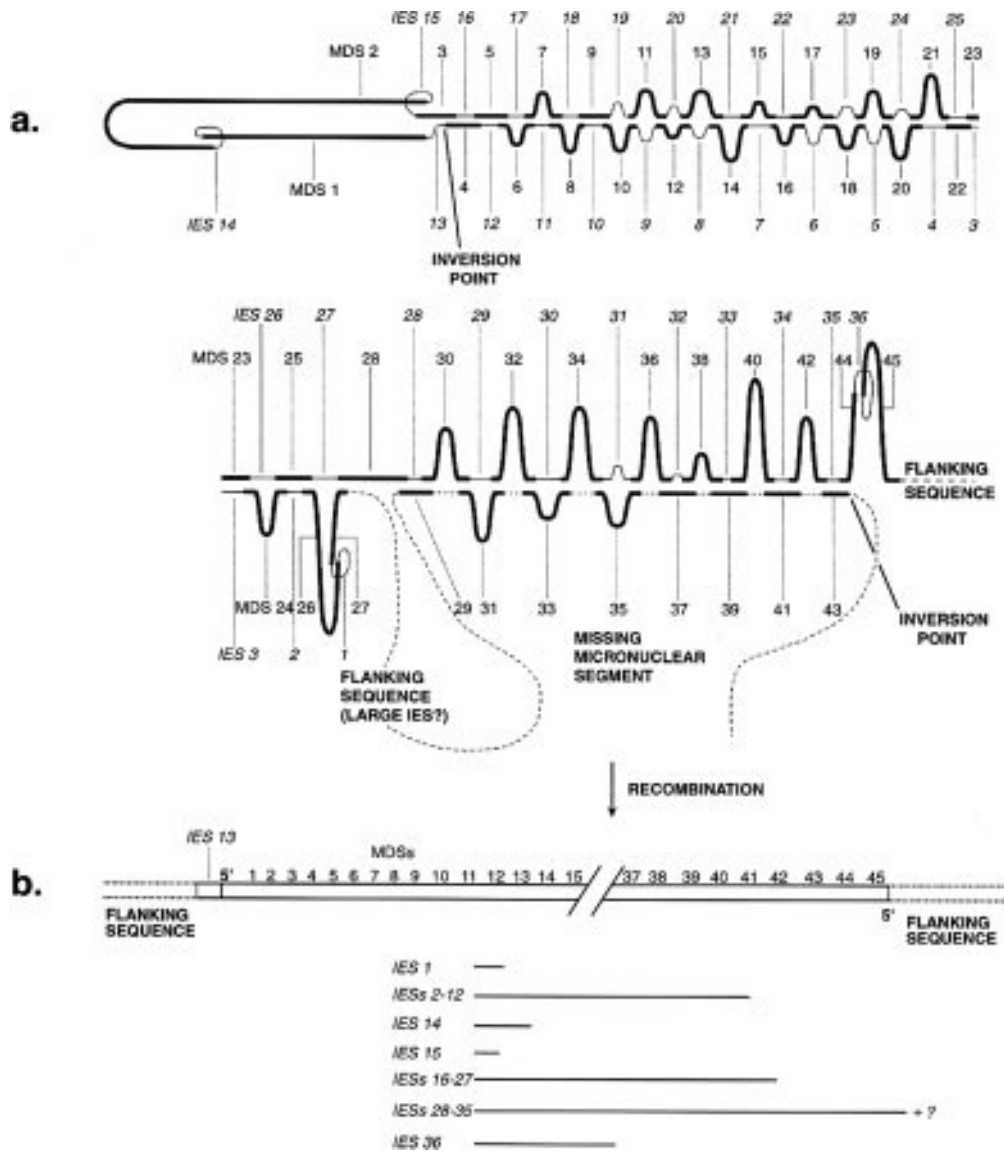 IES 15 16 17 18 19 20 21 22 23 24 25
MDS 2 3 5 7 9 11 13 15 17 19 21 23
a.
MDS 1
4 6 8 10 12 14 16 18 20 22
IES 14
13 12 11 10 9 8 7 6 5 4 3
INVERSION
POINT
IES 26 27 28 29 30 31 32 33 34 35 36
MDS 23 25 28 30 32 34 36 38 40 42 44 45
FLANKING
SEQUENCE
MDS 24 26 27 29 31 33 35 37 39 41 43
INVERSION
POINT
IES 3 2 1
MISSING
MICRONUCLEAR
SEGMENT
FLANKING
SEQUENCE
(LARGE IES?)
RECOMBINATION
IES 13
MDSs
b.
5' 1 2 3 4 5 6 7 8 9 10 11 12 13 14 15 37 38 39 40 41 42 43 44 45
5'
FLANKING
SEQUENCE
FLANKING
SEQUENCE
IES 1
IESs 2-12
IES 14
IES 15
IESs 16-27
IESs 28-35 + ?
IES 36